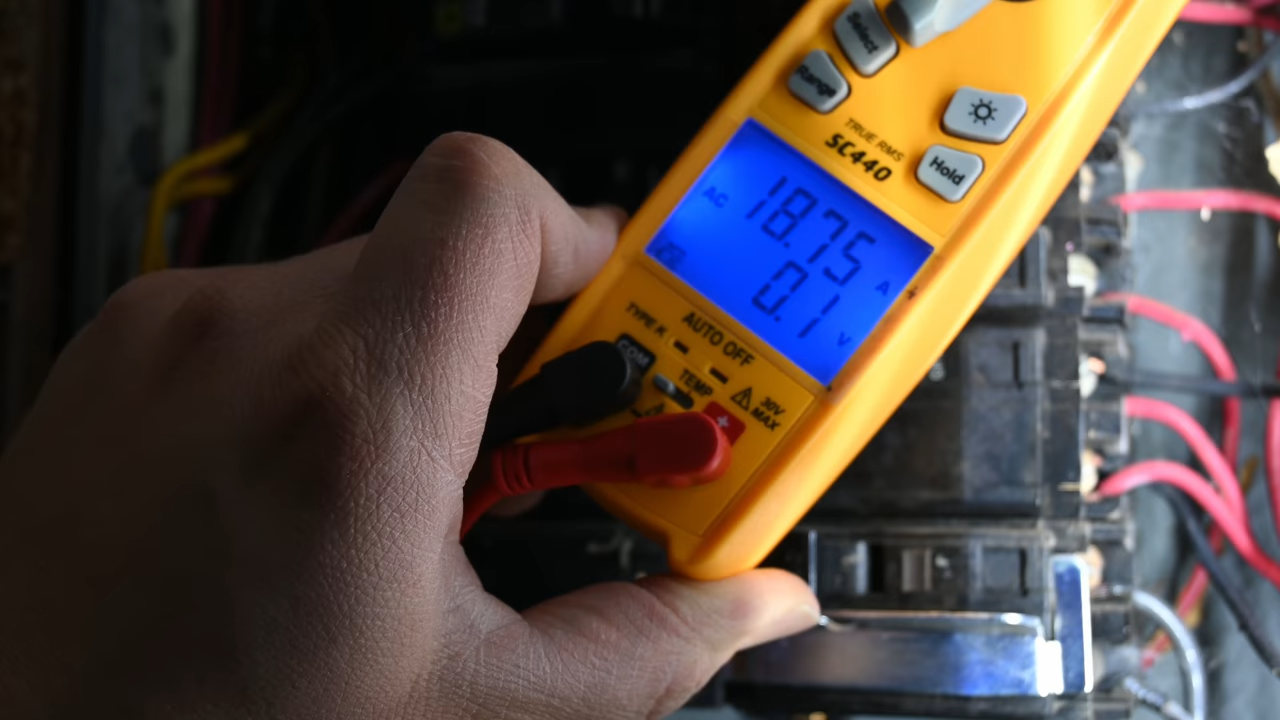 Select
Range
Hold
TRUE RMS
SC440
AC
18.75
A
0.1
V
AUTO OFF
TYPE K
COM
TEMP
30V
MAX